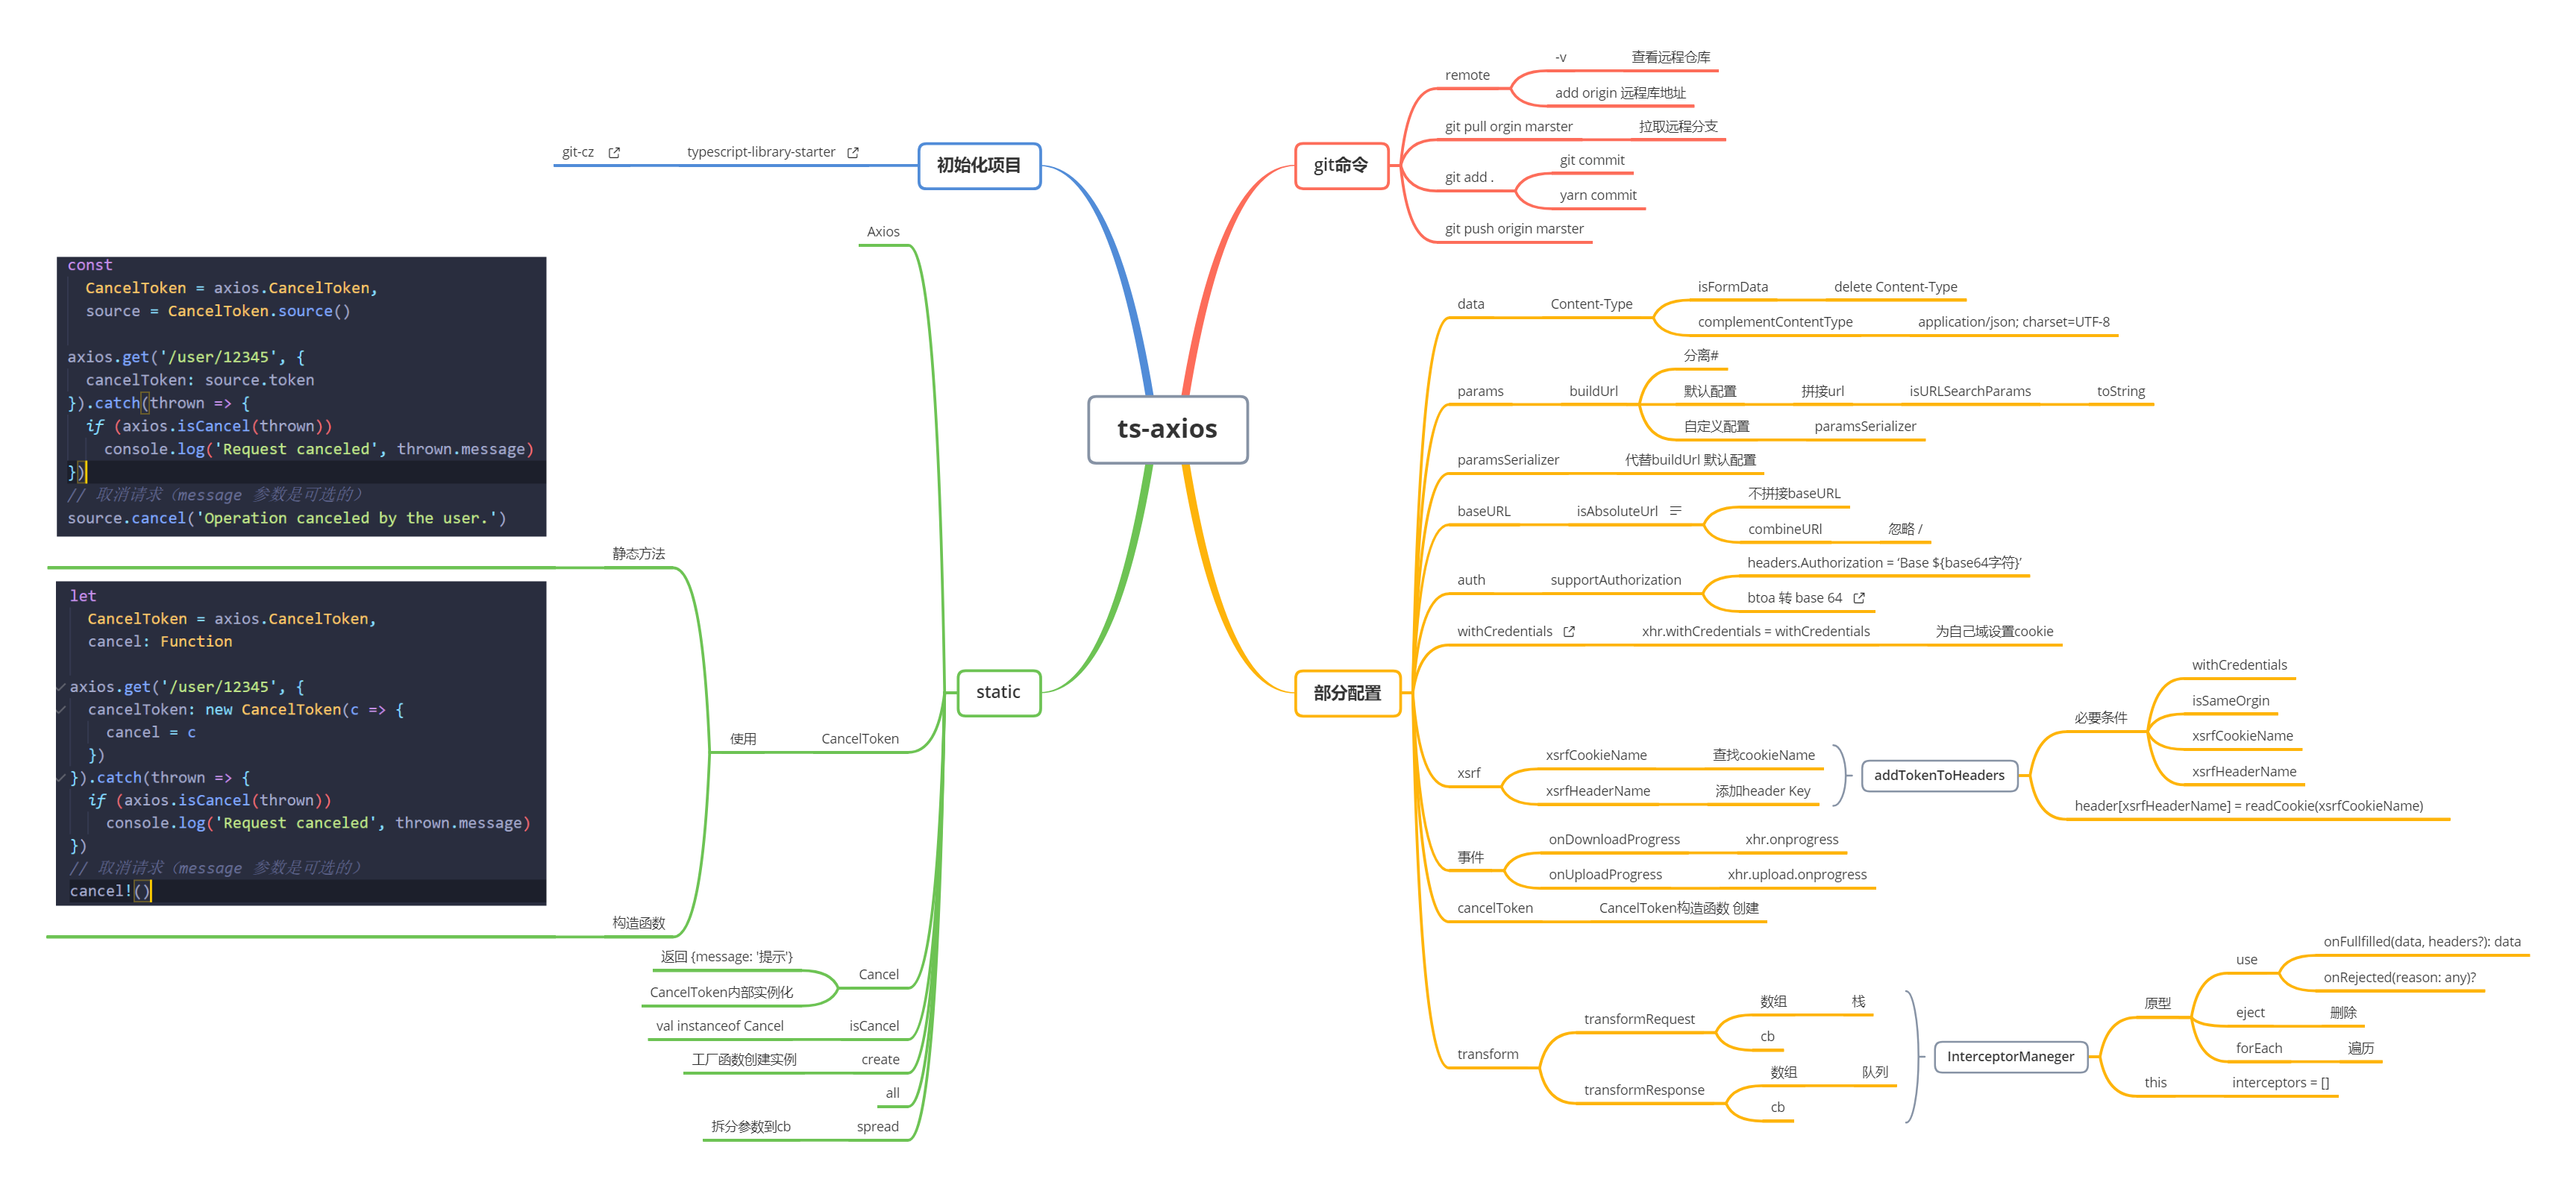 ts-axios
初始化项目
typescript-library-starter
git-cz
git命令
remote
-v
查看远程仓库
add origin 远程库地址
git pull orgin marster
拉取远程分支
git add .
git commit
yarn commit
git push origin marster
static
Axios
CancelToken
使用
静态方法
const
CancelToken = axios.CancelToken,
source = CancelToken.source()
axios.get('/user/12345', {
cancelToken: source.token
}).catch(thrown => {
if (axios.isCancel(thrown))
console.log('Request canceled', thrown.message)
})
// 取消请求（message 参数是可选的）
source.cancel('Operation canceled by the user.')
构造函数
let
CancelToken = axios.CancelToken,
cancel: Function
axios.get('/user/12345', {
cancelToken: new CancelToken(c => {
cancel = c
})
}).catch(thrown => {
if (axios.isCancel(thrown))
console.log('Request canceled', thrown.message)
})
// 取消请求（message 参数是可选的）
cancel!()
Cancel
返回 {message: '提示'}
CancelToken内部实例化
isCancel
val instanceof Cancel
create
工厂函数创建实例
all
spread
拆分参数到cb
部分配置
data
Content-Type
isFormData
delete Content-Type
complementContentType
application/json; charset=UTF-8
params
buildUrl
分离#
默认配置
拼接url
isURLSearchParams
toString
自定义配置
paramsSerializer
paramsSerializer
代替buildUrl 默认配置
baseURL
isAbsoluteUrl
不拼接baseURL
combineURl
忽略 /
auth
supportAuthorization
headers.Authorization = ‘Base ${base64字符}’
btoa 转 base 64
withCredentials
xhr.withCredentials = withCredentials
为自己域设置cookie
xsrf
xsrfCookieName
查找cookieName
xsrfHeaderName
添加header Key
addTokenToHeaders
必要条件
withCredentials
isSameOrgin
xsrfCookieName
xsrfHeaderName
header[xsrfHeaderName] = readCookie(xsrfCookieName)
事件
onDownloadProgress
xhr.onprogress
onUploadProgress
xhr.upload.onprogress
cancelToken
CancelToken构造函数 创建
transform
transformRequest
数组
栈
cb
transformResponse
数组
队列
cb
InterceptorManeger
原型
use
onFullfilled(data, headers?): data
onRejected(reason: any)?
eject
删除
forEach
遍历
this
interceptors = []